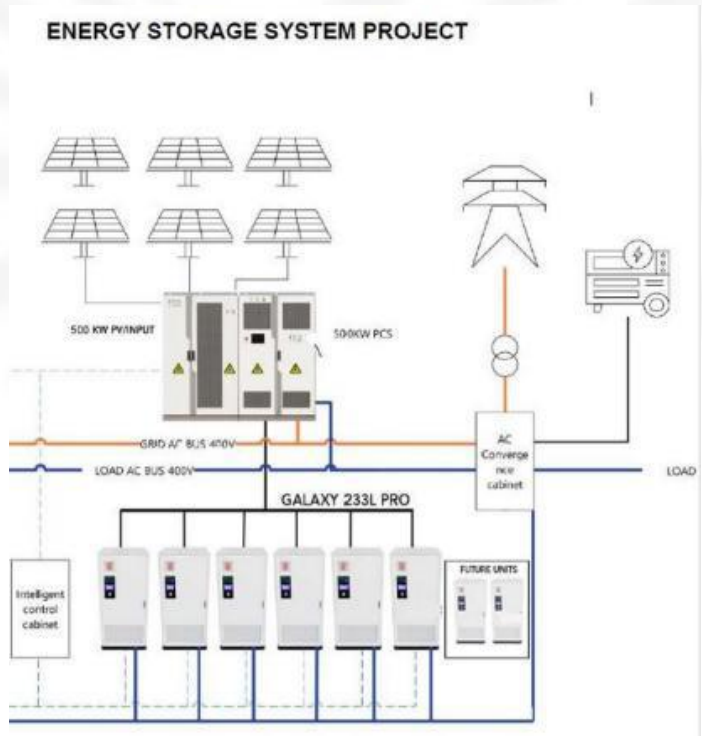 ENERGY STORAGE SYSTEM PROJECT
500 KW PV/INPUT
500KW PCS
GRID AC BUS 400V
LOAD AC BUS 400V
AC
Converge
nce
cabinet
LOAD
GALAXY 233L PRO
FUTURE UNITS
Intelligent
control
cabinet